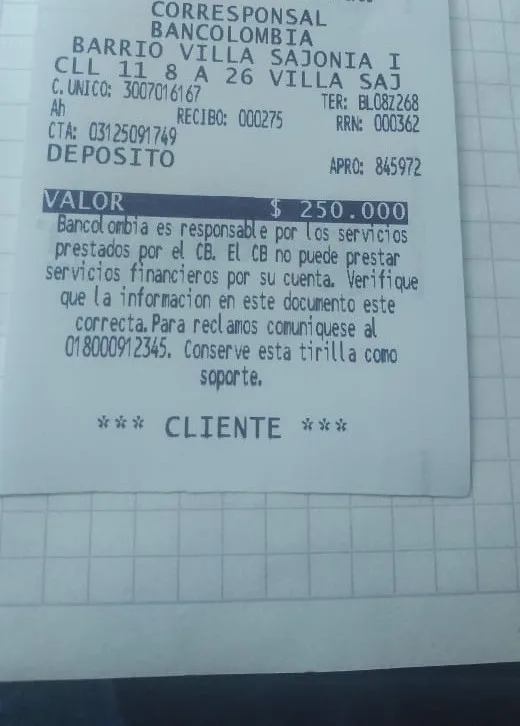 CORRESPONSAL
BANCOLOMBIA
BARRIO VILLA SAJONIA I
CLL 11 8 A 26 VILLA SAJ
C. UNICO: 3007016167 TER: BL08Z268
Ah RECIBO: 000275 RRN: 000362
CTA: 03125091749
DEPOSITO APRO: 845972
VALOR $ 250.000
Bancolombia es responsable por los servicios
prestados por el CB. El CB no puede prestar
servicios financieros por su cuenta. Verifique
que la informacion en este documento este
correcta.Para reclamos comuniquese al
018000912345. Conserve esta tirilla como
soporte.
*** CLIENTE ***